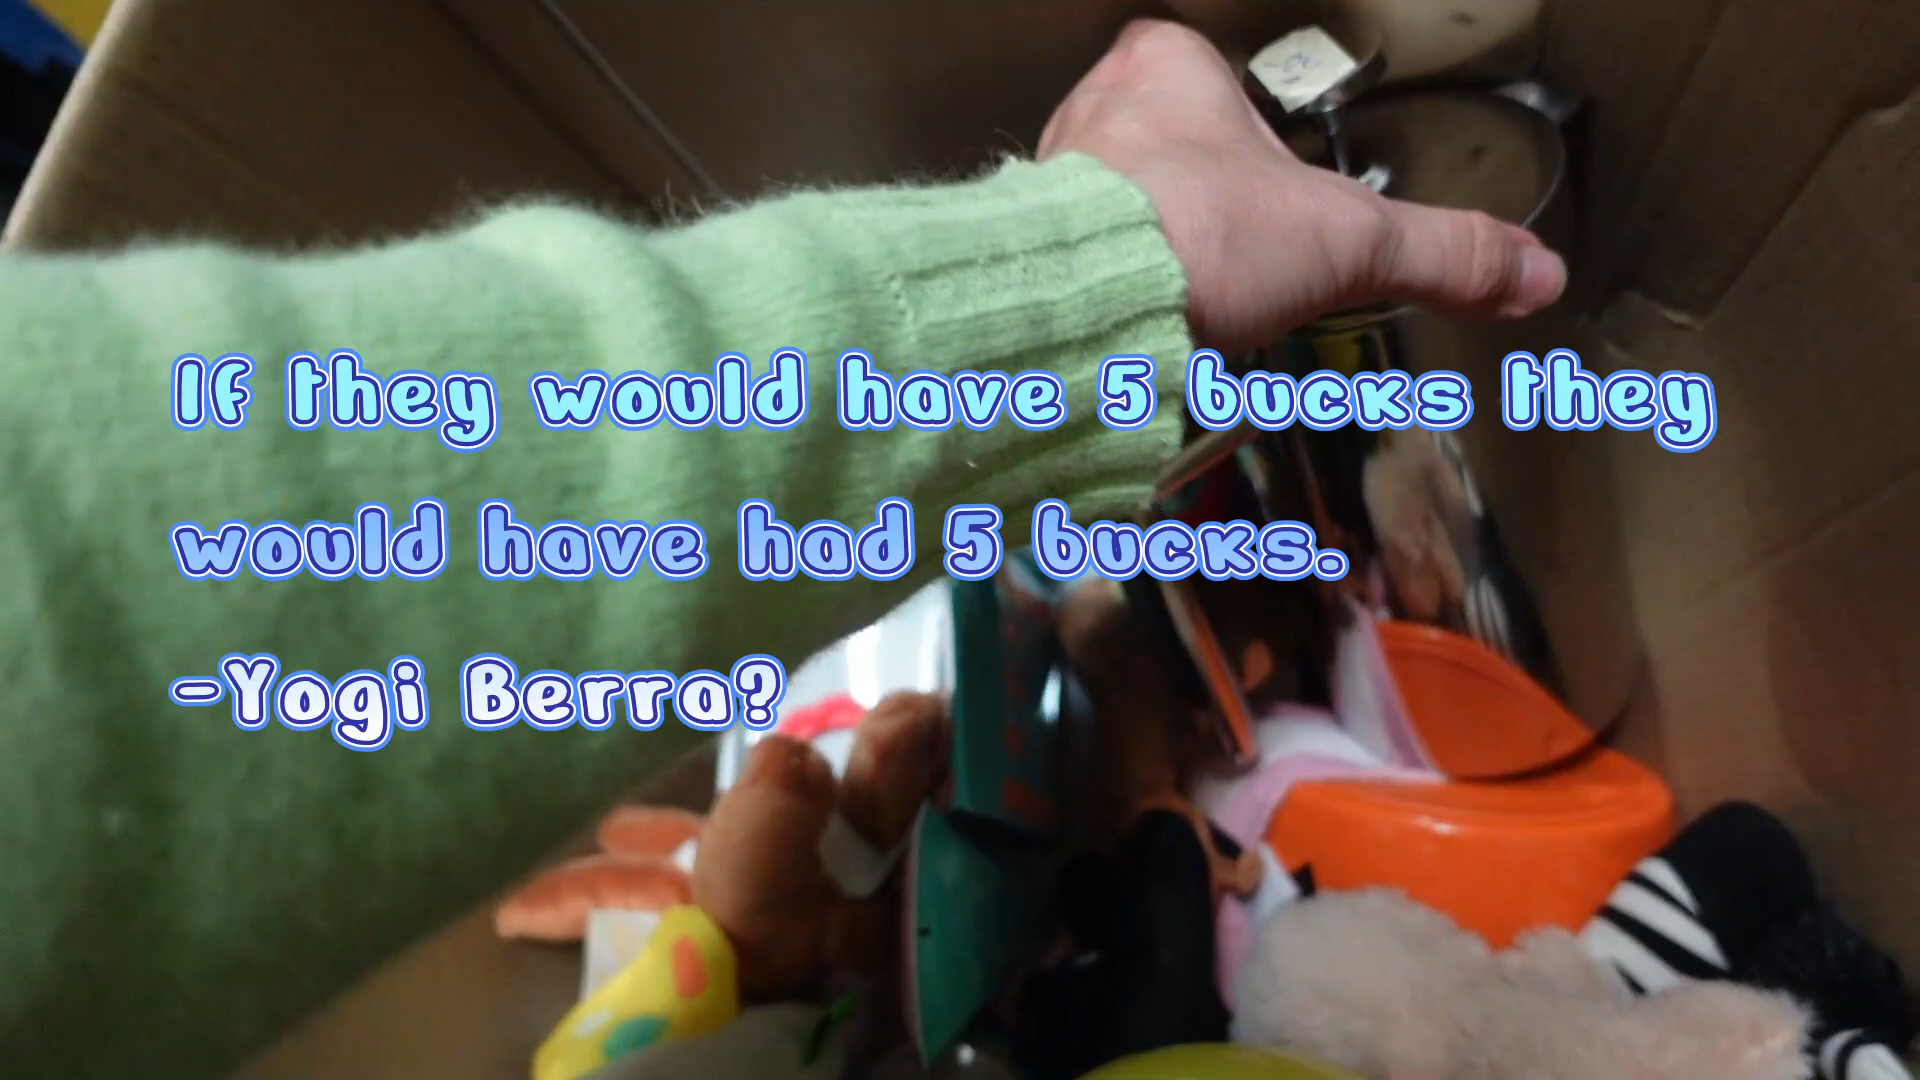 If they would have 5 bucks they
would have had 5 bucks.
-Yogi Berra?